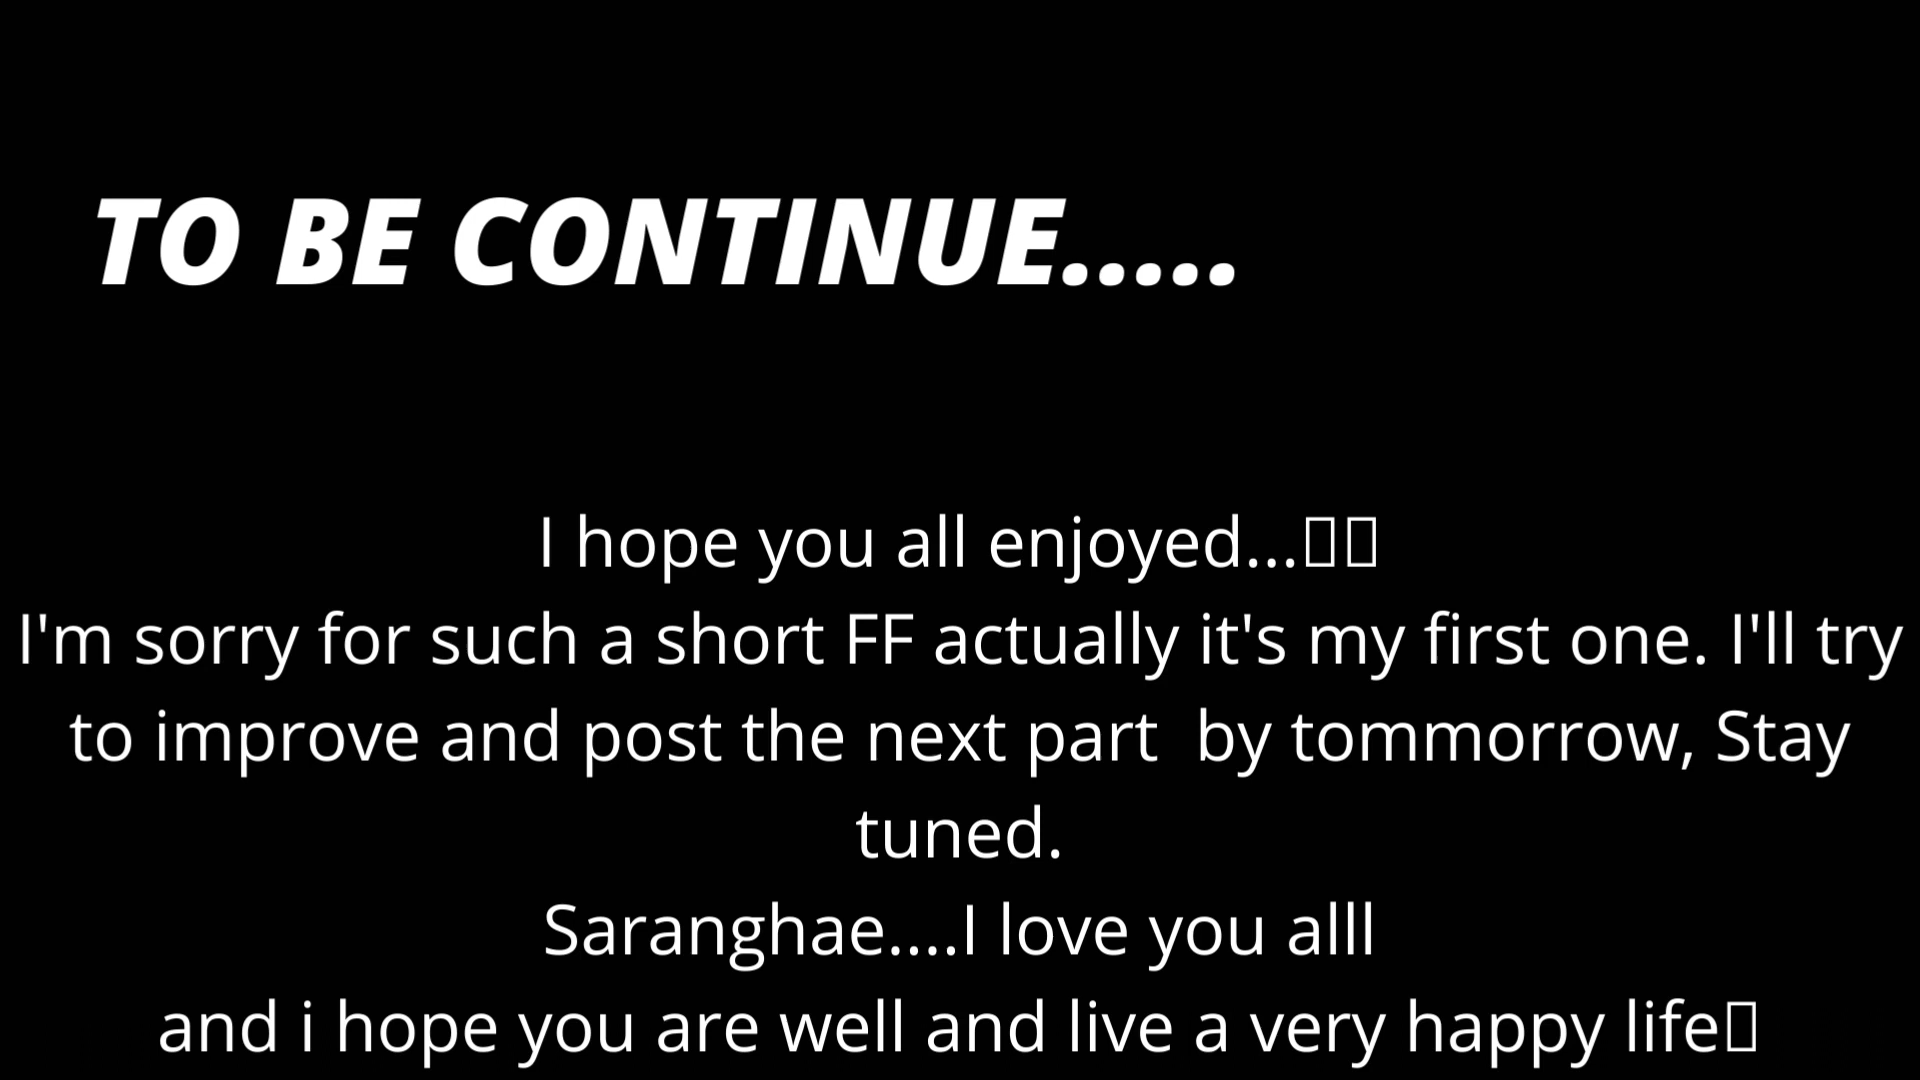 TO BE CONTINUE.....
I hope you all enjoyed...▯▯
I'm sorry for such a short FF actually it's my first one. I'll try
to improve and post the next part  by tommorrow, Stay
tuned.
Saranghae....I love you alll
and i hope you are well and live a very happy life▯